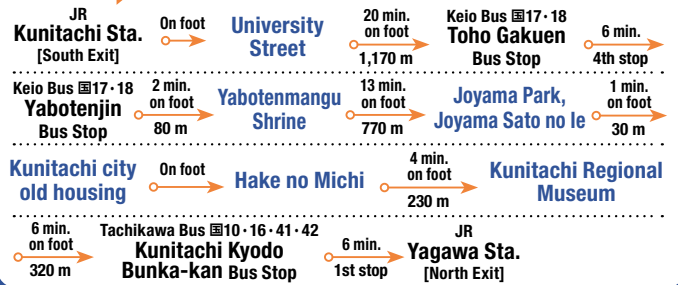 JR
Kunitachi Sta.
[South Exit]
On foot
University
Street
20 min.
on foot
1,170 m
Keio Bus 国17・18
Toho Gakuen
Bus Stop
6 min.
4th stop
Keio Bus 国17・18
Yabotenjin
Bus Stop
2 min.
on foot
80 m
Yabotenmangu
Shrine
13 min.
on foot
770 m
Joyama Park,
Joyama Sato no Ie
1 min.
on foot
30 m
Kunitachi city
old housing
On foot
Hake no Michi
4 min.
on foot
230 m
Kunitachi Regional
Museum
6 min.
on foot
320 m
Tachikawa Bus 国10・16・41・42
Kunitachi Kyodo
Bunka-kan Bus Stop
6 min.
1st stop
JR
Yagawa Sta.
[North Exit]